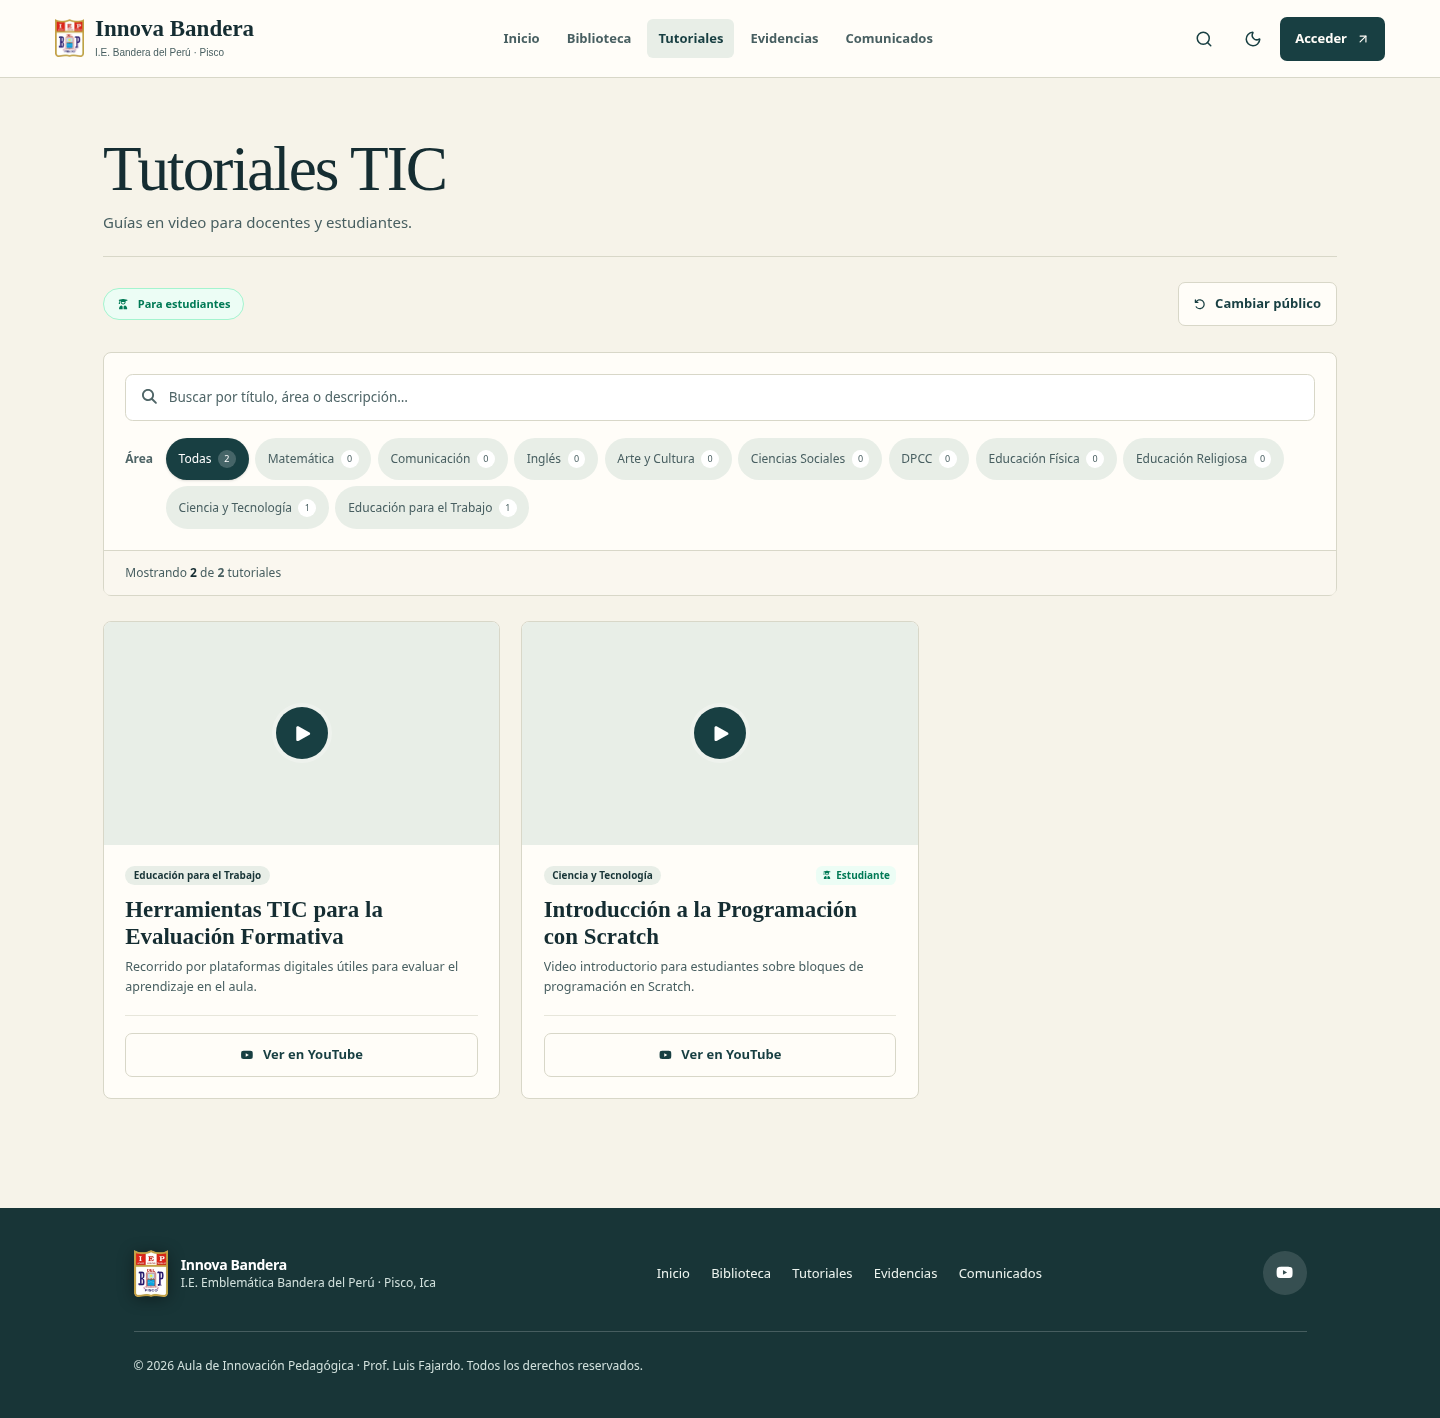 Innova Bandera
I.E. Bandera del Perú · Pisco
Inicio
Biblioteca
Tutoriales
Evidencias
Comunicados
Acceder
Tutoriales TIC
Guías en video para docentes y estudiantes.
Para estudiantes
Cambiar público
Buscar por título, área o descripción...
Área
Todas 2
Matemática 0
Comunicación 0
Inglés 0
Arte y Cultura 0
Ciencias Sociales 0
DPCC 0
Educación Física 0
Educación Religiosa 0
Ciencia y Tecnología 1
Educación para el Trabajo 1
Mostrando 2 de 2 tutoriales
Educación para el Trabajo
Herramientas TIC para la
Evaluación Formativa
Recorrido por plataformas digitales útiles para evaluar el
aprendizaje en el aula.
Ver en YouTube
Ciencia y Tecnología
Estudiante
Introducción a la Programación
con Scratch
Video introductorio para estudiantes sobre bloques de
programación en Scratch.
Ver en YouTube
I E P
B P
PISCO
Innova Bandera
I.E. Emblemática Bandera del Perú · Pisco, Ica
Inicio
Biblioteca
Tutoriales
Evidencias
Comunicados
© 2026 Aula de Innovación Pedagógica · Prof. Luis Fajardo. Todos los derechos reservados.